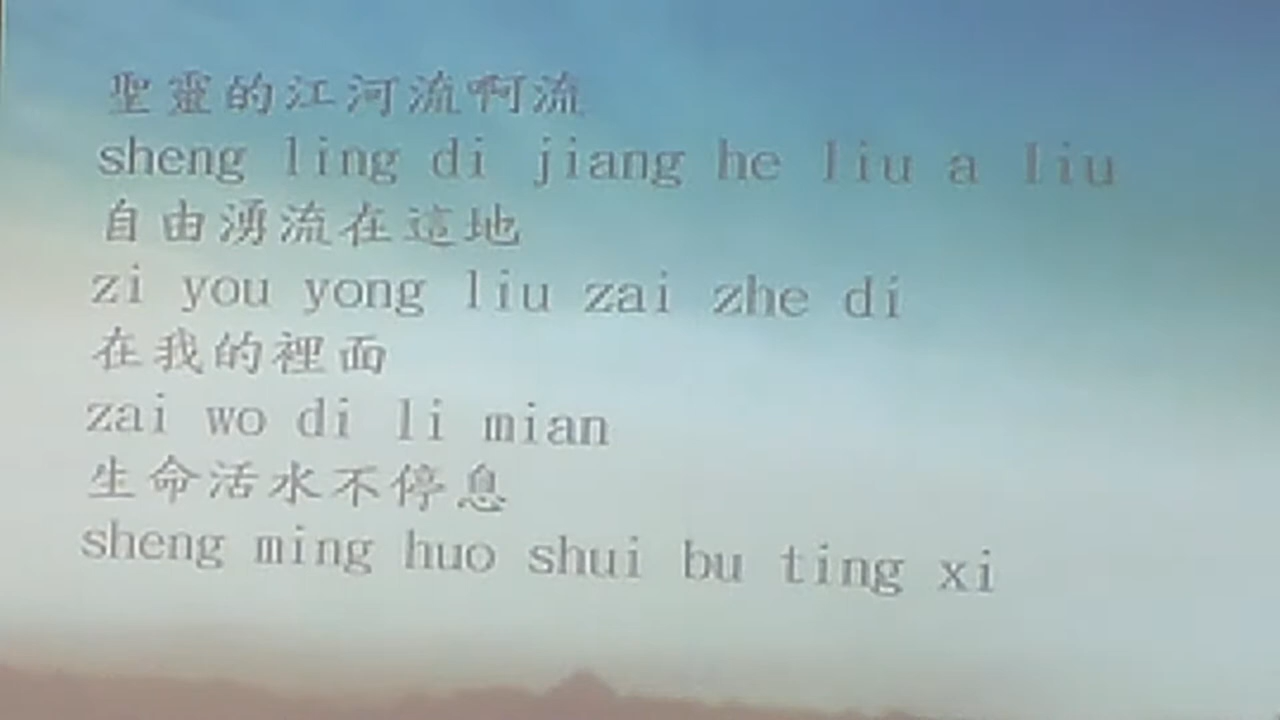 聖靈的江河流啊流
sheng ling di jiang he liu a liu
自由湧流在這地
zi you yong liu zai zhe di
在我的裡面
zai wo di li mian
生命活水不停息
sheng ming huo shui bu ting xi